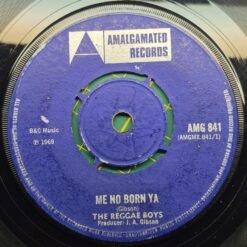 A
AMALGAMATED
RECORDS
B&C Music
℗ 1969
AMG 841
(AMGMX.841/1)
ME NO BORN YA
(Gibson)
THE REGGAE BOYS
Producer: J. A. Gibson